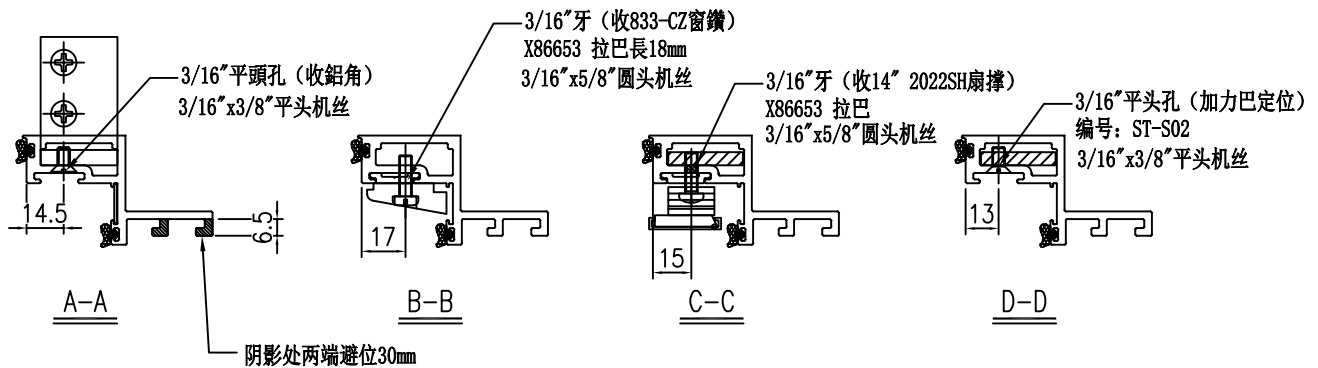 3/16"平頭孔（收鋁角）
3/16"x3/8"平头机丝
14.5
6.5
A-A
阴影处两端避位30mm
3/16"牙（收833-CZ窗鑽）
X86653 拉巴長18mm
3/16"x5/8"圆头机丝
17
B-B
3/16"牙（收14" 2022SH扇撐）
X86653 拉巴
3/16"x5/8"圆头机丝
15
C-C
3/16"平头孔（加力巴定位）
编号: ST-S02
3/16"x3/8"平头机丝
13
D-D